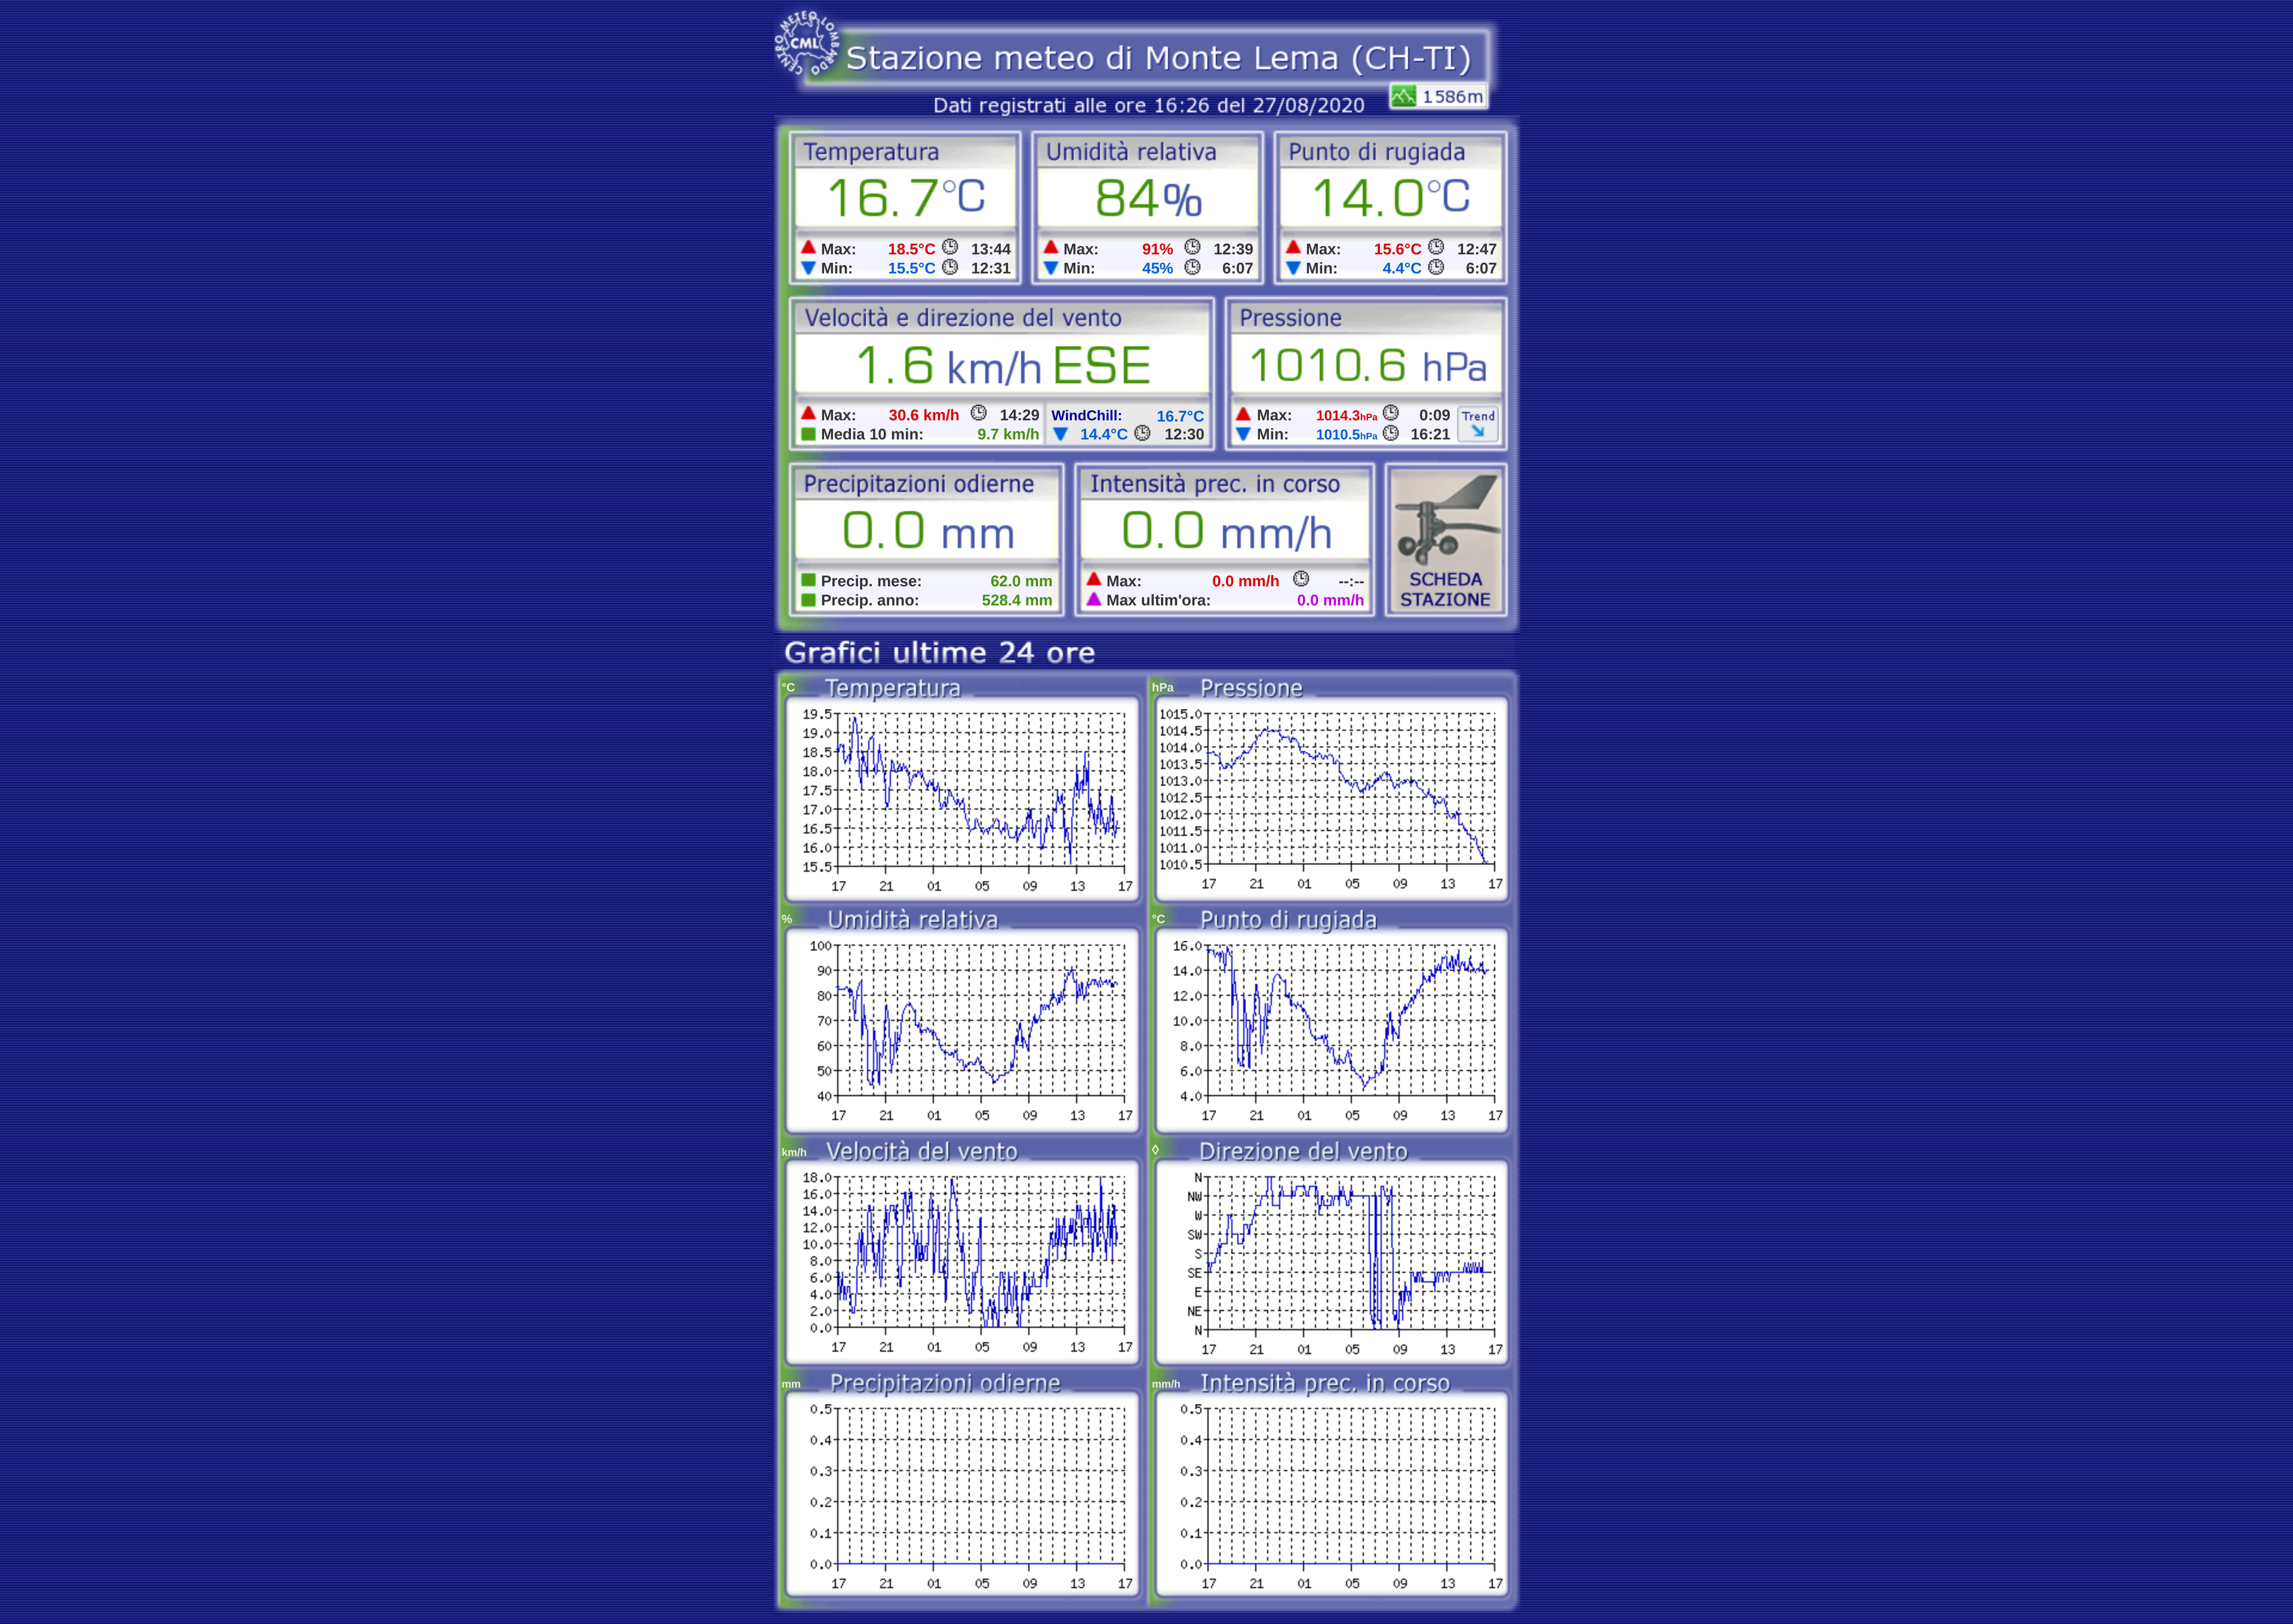 CENTRO METEO LOMBARDO
CML
Stazione meteo di Monte Lema (CH-TI)
Dati registrati alle ore 16:26 del 27/08/2020
1586m
Temperatura
16.7°C
Max: 18.5°C 13:44
Min: 15.5°C 12:31
Umidità relativa
84%
Max: 91% 12:39
Min: 45% 6:07
Punto di rugiada
14.0°C
Max: 15.6°C 12:47
Min: 4.4°C 6:07
Velocità e direzione del vento
1.6 km/h ESE
Max: 30.6 km/h 14:29
Media 10 min: 9.7 km/h
WindChill: 16.7°C
14.4°C 12:30
Pressione
1010.6 hPa
Max: 1014.3hPa 0:09
Min: 1010.5hPa 16:21
Trend
Precipitazioni odierne
0.0 mm
Precip. mese: 62.0 mm
Precip. anno: 528.4 mm
Intensità prec. in corso
0.0 mm/h
Max: 0.0 mm/h --:--
Max ultim'ora: 0.0 mm/h
SCHEDA
STAZIONE
Grafici ultime 24 ore
°C Temperatura
19.5
19.0
18.5
18.0
17.5
17.0
16.5
16.0
15.5
17 21 01 05 09 13 17
hPa Pressione
1015.0
1014.5
1014.0
1013.5
1013.0
1012.5
1012.0
1011.5
1011.0
1010.5
17 21 01 05 09 13 17
% Umidità relativa
100
90
80
70
60
50
40
17 21 01 05 09 13 17
°C Punto di rugiada
16.0
14.0
12.0
10.0
8.0
6.0
4.0
17 21 01 05 09 13 17
km/h Velocità del vento
18.0
16.0
14.0
12.0
10.0
8.0
6.0
4.0
2.0
0.0
17 21 01 05 09 13 17
◊ Direzione del vento
N
NW
W
SW
S
SE
E
NE
N
17 21 01 05 09 13 17
mm Precipitazioni odierne
0.5
0.4
0.3
0.2
0.1
0.0
17 21 01 05 09 13 17
mm/h Intensità prec. in corso
0.5
0.4
0.3
0.2
0.1
0.0
17 21 01 05 09 13 17